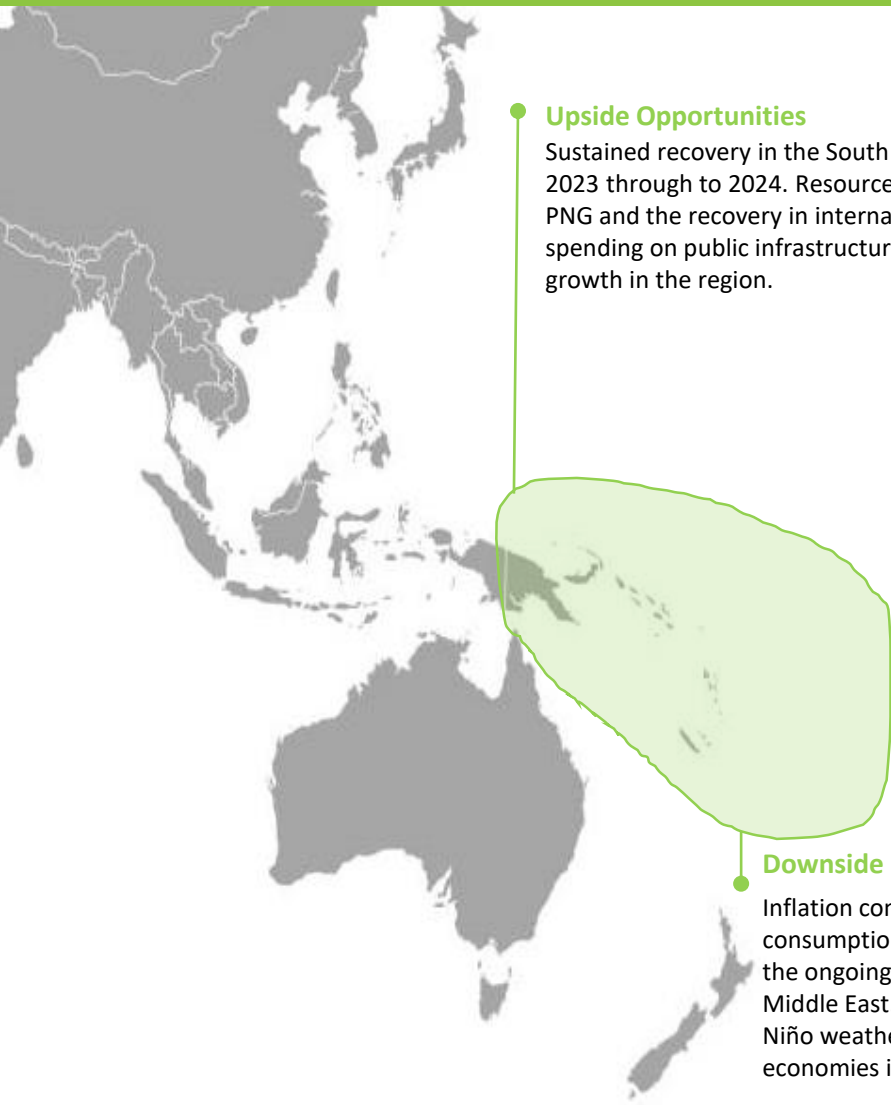 Upside Opportunities
Sustained recovery in the South
2023 through to 2024. Resource
PNG and the recovery in interna
spending on public infrastructur
growth in the region.
Downside
Inflation cor
consumptio
the ongoing
Middle East
Niño weathe
economies i